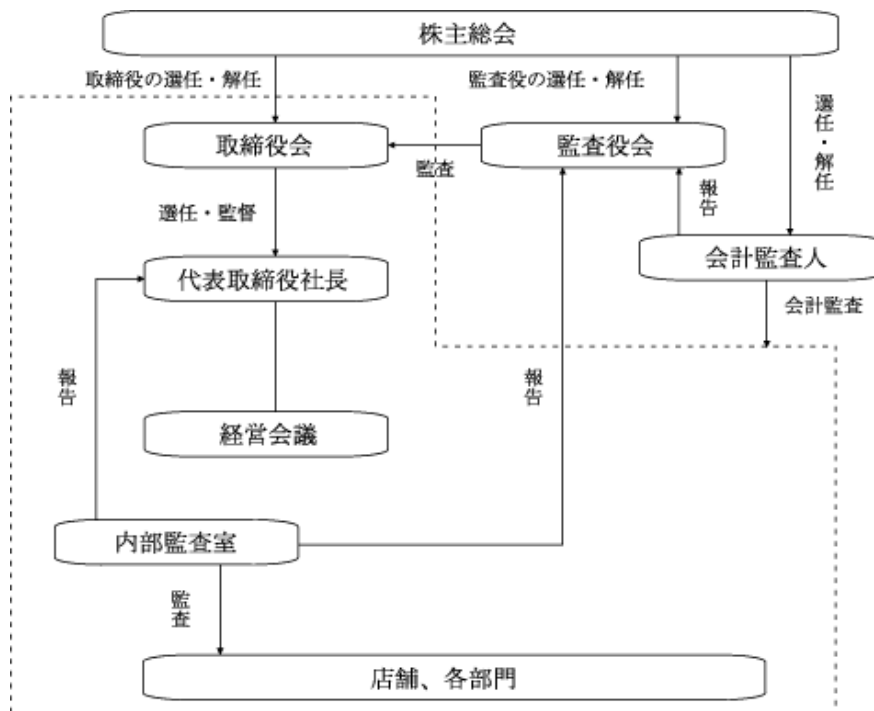 株主総会
取締役の選任・解任
監査役の選任・解任
選任・解任
取締役会
監査
監査役会
報告
選任・監督
会計監査人
代表取締役社長
会計監査
報告
報告
経営会議
内部監査室
監査
店舗、各部門